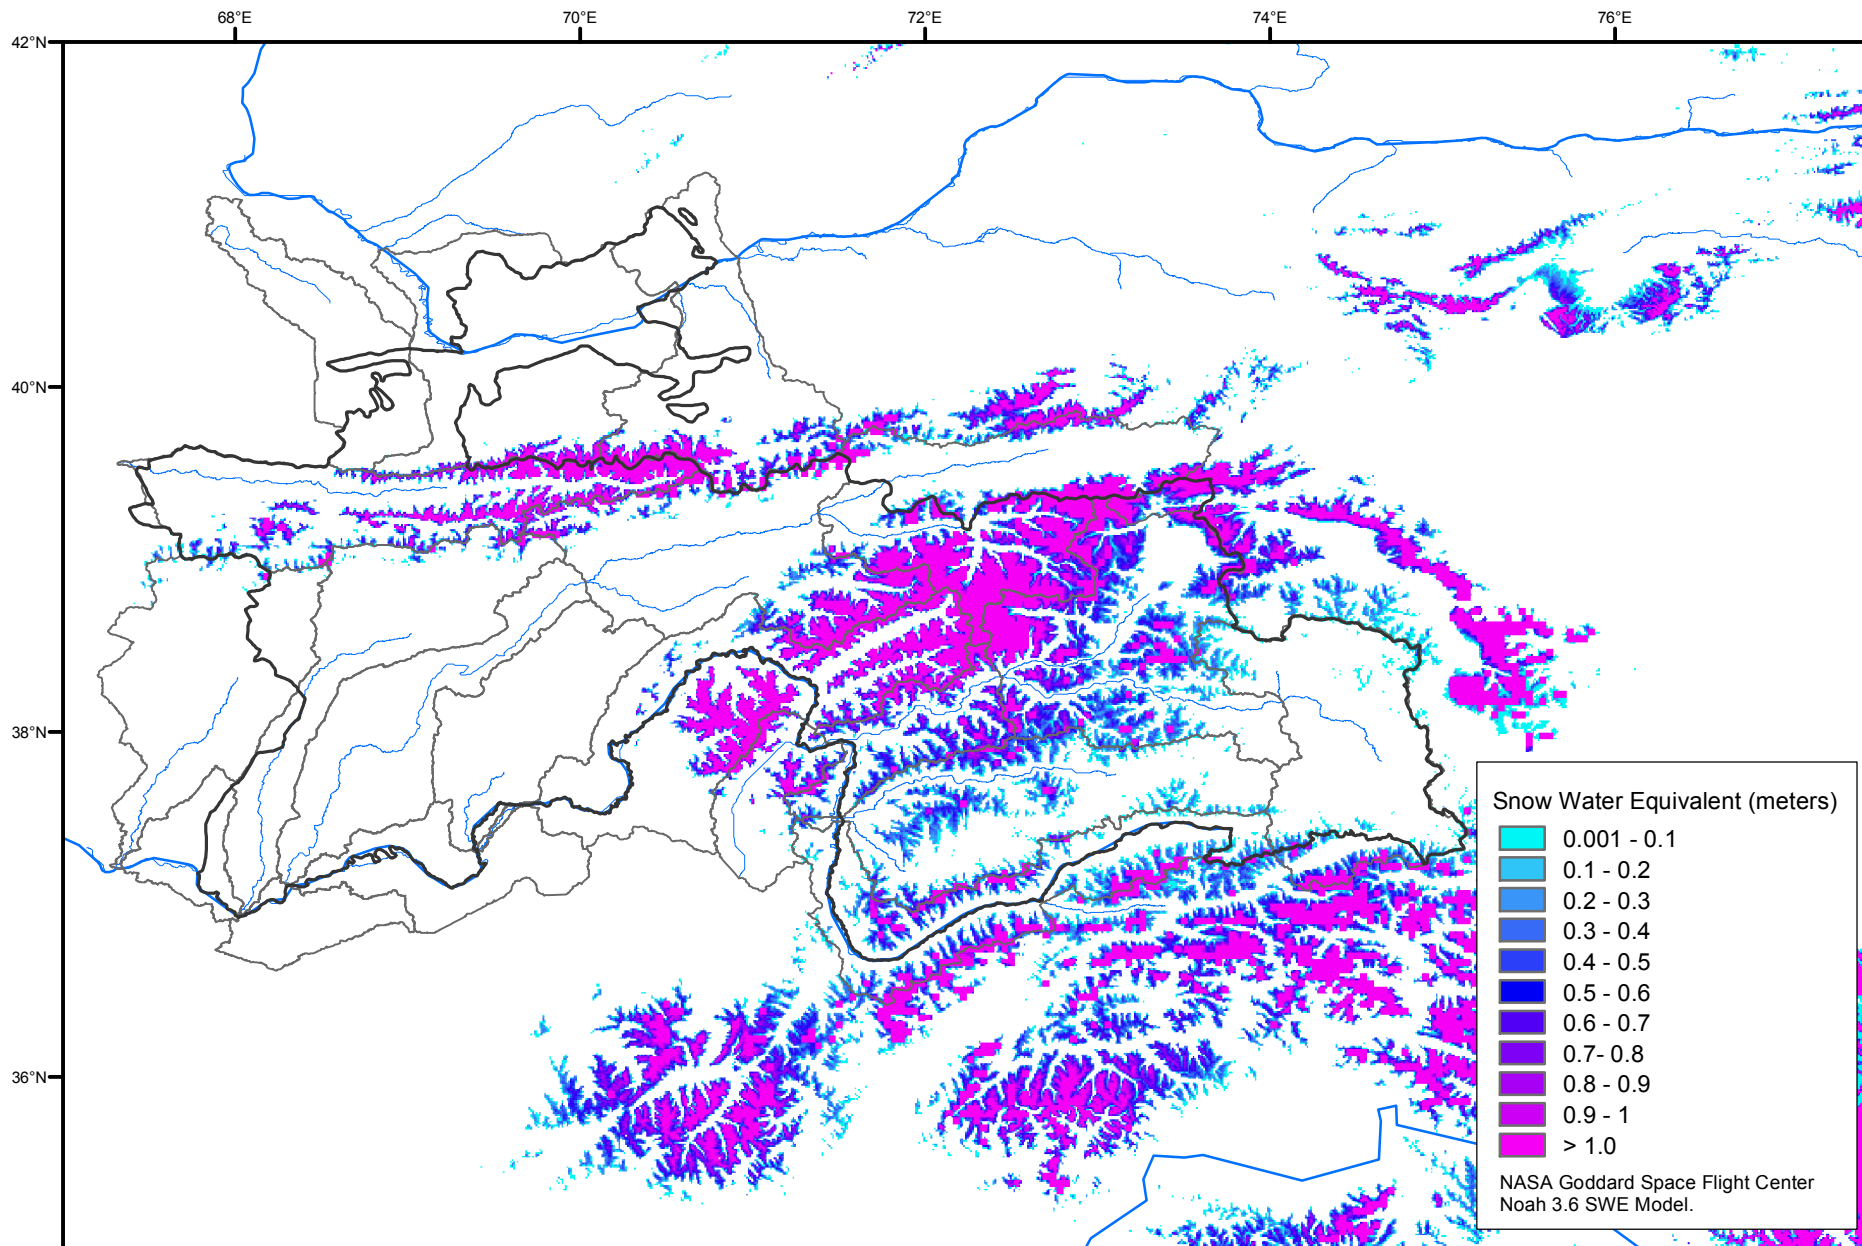 68°E 70°E 72°E 74°E 76°E
42°N
40°N
38°N
36°N
Snow Water Equivalent (meters)
0.001 - 0.1
0.1 - 0.2
0.2 - 0.3
0.3 - 0.4
0.4 - 0.5
0.5 - 0.6
0.6 - 0.7
0.7- 0.8
0.8 - 0.9
0.9 - 1
> 1.0
NASA Goddard Space Flight Center
Noah 3.6 SWE Model.